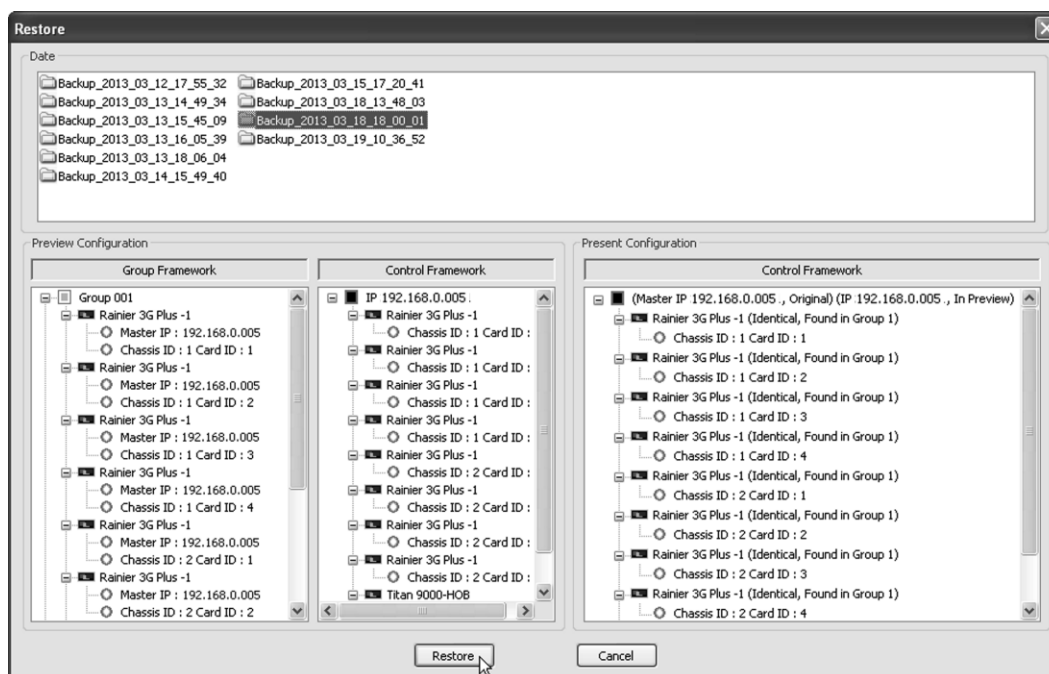 Restore
Date
Backup_2013_03_12_17_55_32
Backup_2013_03_13_14_49_34
Backup_2013_03_13_15_45_09
Backup_2013_03_13_16_05_39
Backup_2013_03_13_18_06_04
Backup_2013_03_14_15_49_40
Backup_2013_03_15_17_20_41
Backup_2013_03_18_13_48_03
Backup_2013_03_18_18_00_01
Backup_2013_03_19_10_36_52
Preview Configuration
Group Framework
Group 001
Rainier 3G Plus -1
Master IP : 192.168.0.005
Chassis ID : 1 Card ID : 1
Rainier 3G Plus -1
Master IP : 192.168.0.005
Chassis ID : 1 Card ID : 2
Rainier 3G Plus -1
Master IP : 192.168.0.005
Chassis ID : 1 Card ID : 3
Rainier 3G Plus -1
Master IP : 192.168.0.005
Chassis ID : 1 Card ID : 4
Rainier 3G Plus -1
Master IP : 192.168.0.005
Chassis ID : 2 Card ID : 1
Rainier 3G Plus -1
Master IP : 192.168.0.005
Chassis ID : 2 Card ID : 2
Control Framework
IP 192.168.0.005 .
Rainier 3G Plus -1
Chassis ID : 1 Card ID :
Rainier 3G Plus -1
Chassis ID : 1 Card ID :
Rainier 3G Plus -1
Chassis ID : 1 Card ID :
Rainier 3G Plus -1
Chassis ID : 1 Card ID :
Rainier 3G Plus -1
Chassis ID : 2 Card ID :
Rainier 3G Plus -1
Chassis ID : 2 Card ID :
Rainier 3G Plus -1
Chassis ID : 2 Card ID :
Rainier 3G Plus -1
Chassis ID : 2 Card ID :
Titan 9000-HOB
Present Configuration
Control Framework
(Master IP 192.168.0.005 ., Original) (IP :192.168.0.005 ., In Preview)
Rainier 3G Plus -1 (Identical, Found in Group 1)
Chassis ID : 1 Card ID : 1
Rainier 3G Plus -1 (Identical, Found in Group 1)
Chassis ID : 1 Card ID : 2
Rainier 3G Plus -1 (Identical, Found in Group 1)
Chassis ID : 1 Card ID : 3
Rainier 3G Plus -1 (Identical, Found in Group 1)
Chassis ID : 1 Card ID : 4
Rainier 3G Plus -1 (Identical, Found in Group 1)
Chassis ID : 2 Card ID : 1
Rainier 3G Plus -1 (Identical, Found in Group 1)
Chassis ID : 2 Card ID : 2
Rainier 3G Plus -1 (Identical, Found in Group 1)
Chassis ID : 2 Card ID : 3
Rainier 3G Plus -1 (Identical, Found in Group 1)
Chassis ID : 2 Card ID : 4
Restore
Cancel